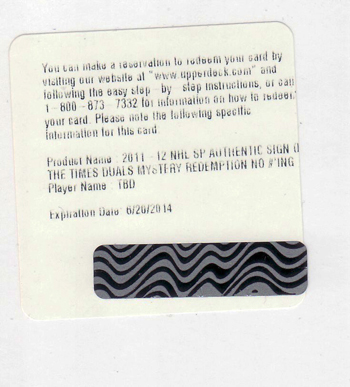 You can make a reservation to redeem your card by
visiting our website at "www.upperdeck.com" and
following the easy step - by - step instructions, or call
1 - 800 - 873 - 7332 for information on how to redeem
your card. Please note the following specific
information for this card
Product Name : 2011 - 12 NHL SP AUTHENTIC SIGN O
THE TIMES DUALS MYSTERY REDEMPTION NO #'ING
Player Name : TBD
Expiration Date: 6/20/2014